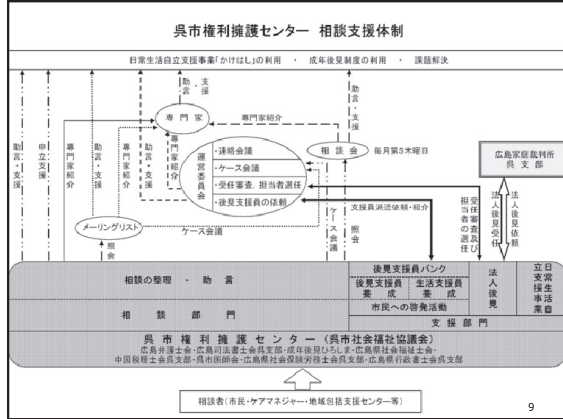 呉市権利擁護センター 相談支援体制
日常生活自立支援事業「かけはし」の利用 ・ 成年後見制度の利用 ・ 課題解決
助言・支援
申立支援
専門家紹介
助言・支援
専門家紹介
助言・支援
専門家紹介
助言・支援
専門家
専門家紹介
助言・支援
相談会
毎月第3木曜日
運営委員会
・連絡会議
・ケース会議
・受任審査、担当者選任
・後見支援員の依頼
広島家庭裁判所
呉支部
メーリングリスト
照会
ケース会議
ケース会議
照会
支援員派遣依頼・紹介
受任審査及び
担当者の選任
法人後見受任
法人後見依頼
相談の整理・助言
相談部門
後見支援員バンク
後見支援員
養成
生活支援員
養成
市民への啓発活動
法人後見
日常生活自
立支援事業
支援部門
呉市権利擁護センター(呉市社会福祉協議会)
広島弁護士会・広島司法書士会呉支部・成年後見ひろしま・広島県社会福祉士会・
中国税理士会呉支部・呉市医師会・広島県社会保険労務士会呉支部・広島県行政書士会呉支部
相談者(市民・ケアマネジャー・地域包括支援センター等)
9